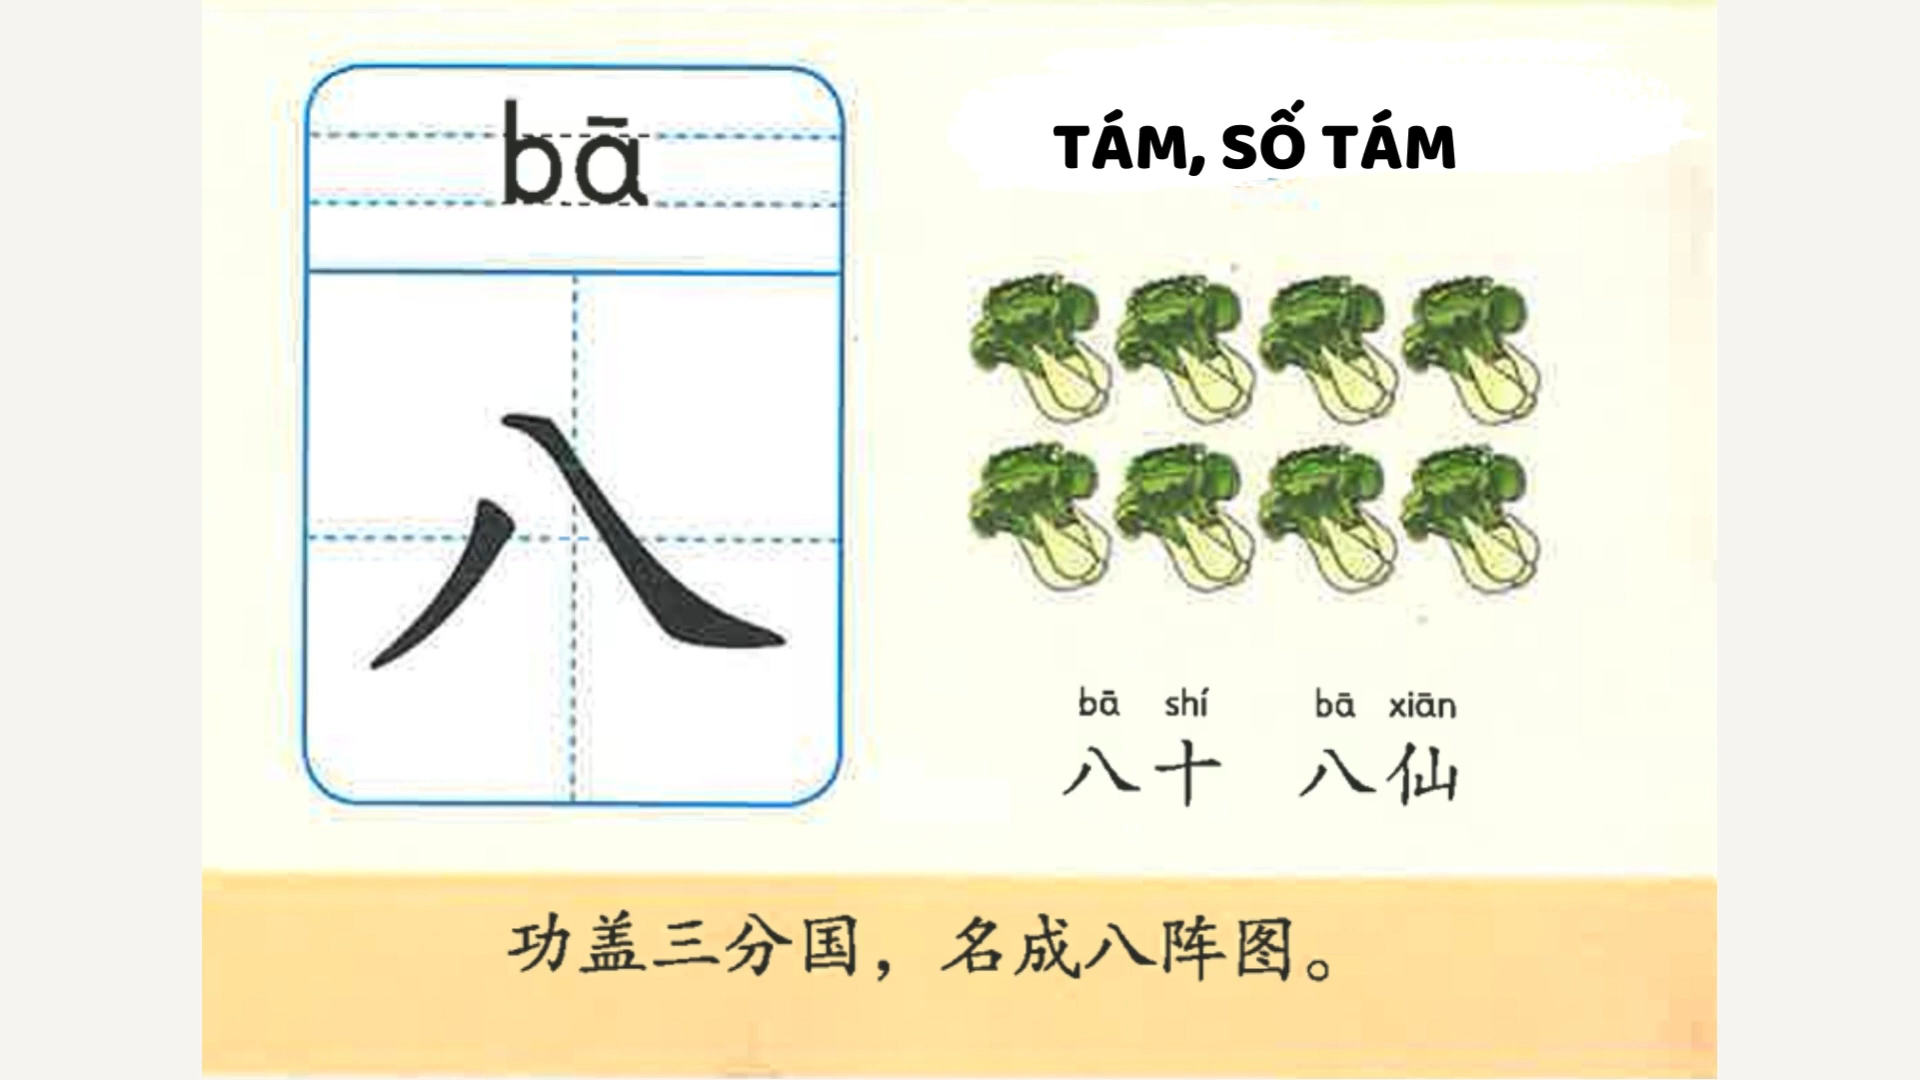 bā
八
TÁM, SỐ TÁM
bā shí bā xiān
八十 八仙
功盖三分国，名成八阵图。